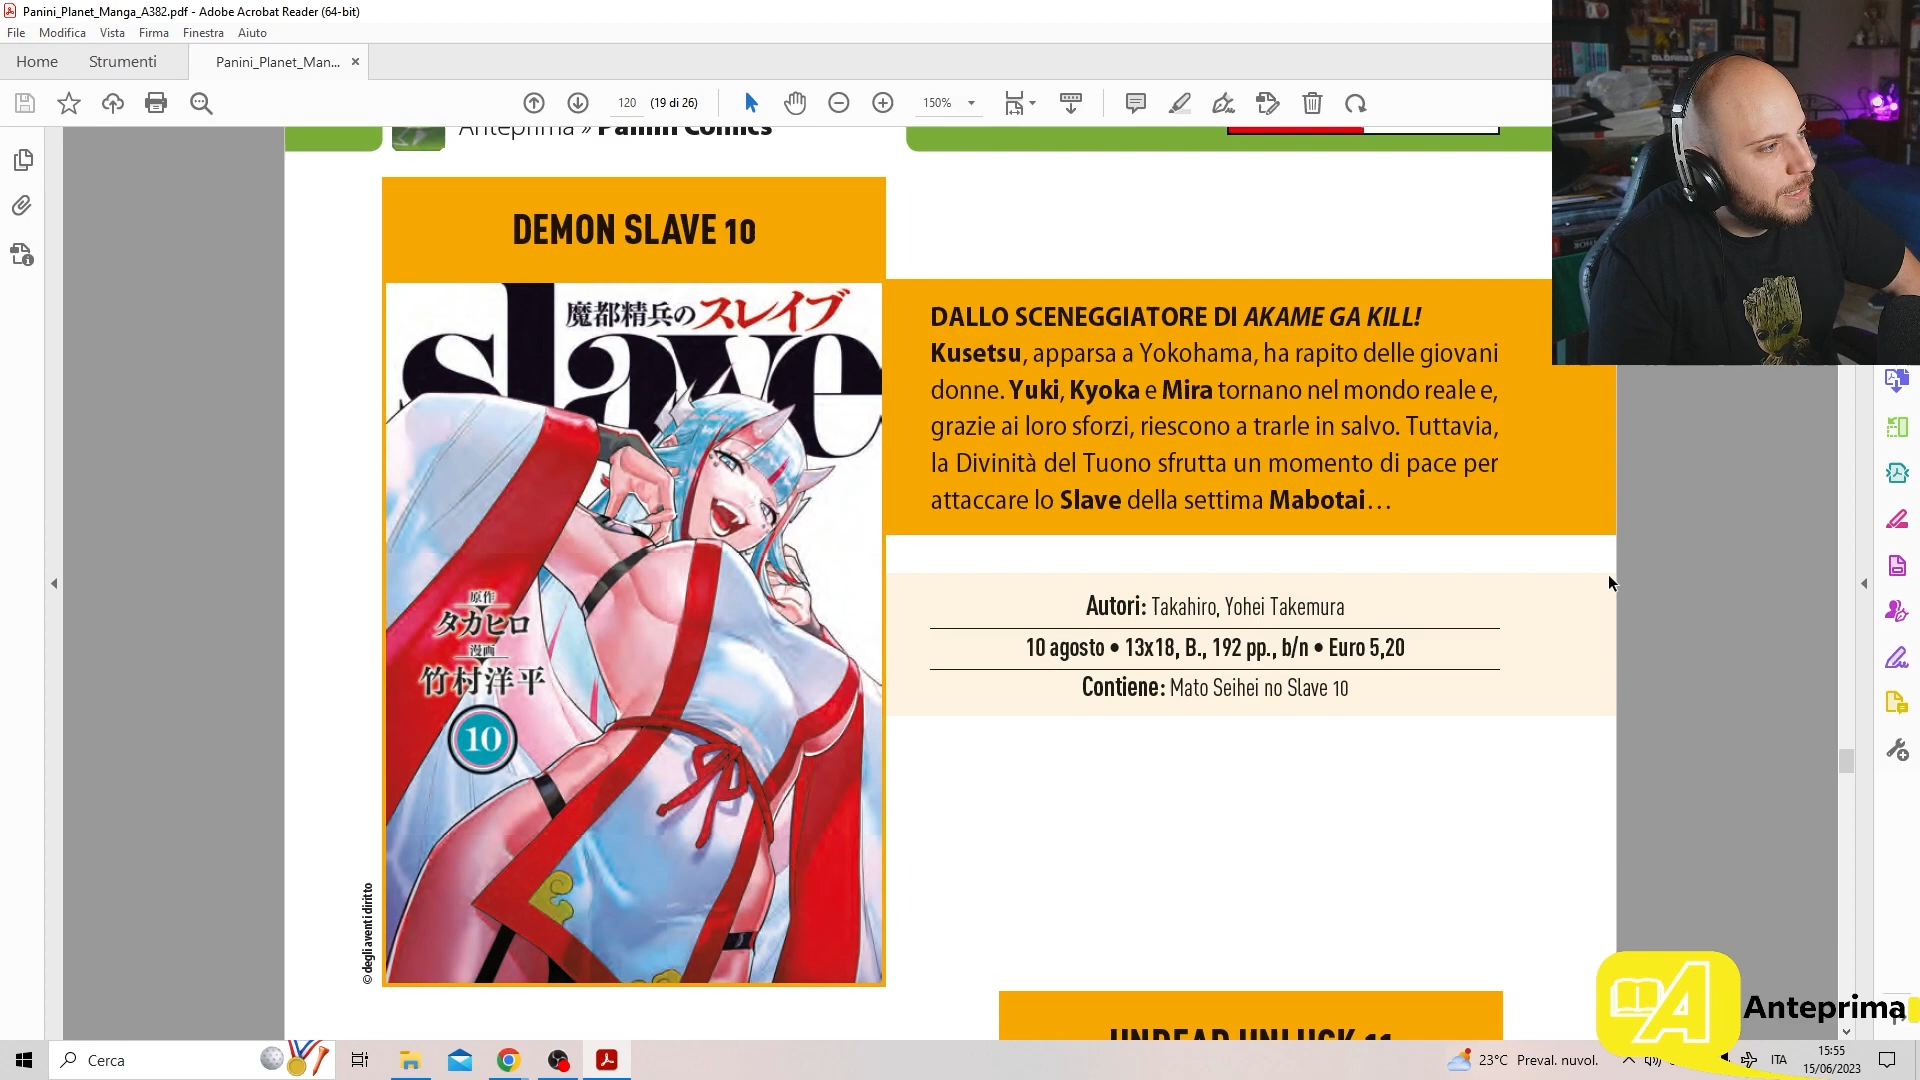 Panini_Planet_Manga_A382.pdf - Adobe Acrobat Reader (64-bit)
File Modifica Vista Firma Finestra Aiuto
Home Strumenti Panini_Planet_Man... ×
120 (19 di 26) 150%
Anteprima » Panini Comics
DEMON SLAVE 10
魔都精兵のスレイブ
slave
原作
タカヒロ
漫画
竹村洋平
10
© degli aventi diritto
DALLO SCENEGGIATORE DI AKAME GA KILL!
Kusetsu, apparsa a Yokohama, ha rapito delle giovani
donne. Yuki, Kyoka e Mira tornano nel mondo reale e,
grazie ai loro sforzi, riescono a trarle in salvo. Tuttavia,
la Divinità del Tuono sfrutta un momento di pace per
attaccare lo Slave della settima Mabotai…
Autori: Takahiro, Yohei Takemura
10 agosto • 13x18, B., 192 pp., b/n • Euro 5,20
Contiene: Mato Seihei no Slave 10
UNDEAD UNLUCK 11
A
Anteprima
Cerca
23°C Preval. nuvol.
ITA
15:55
15/06/2023